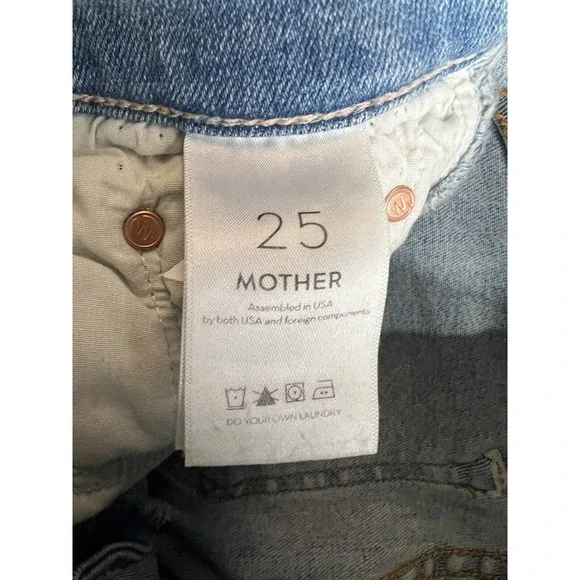 25
MOTHER
Assembled in USA
by both USA and foreign components
DO YOUR OWN LAUNDRY